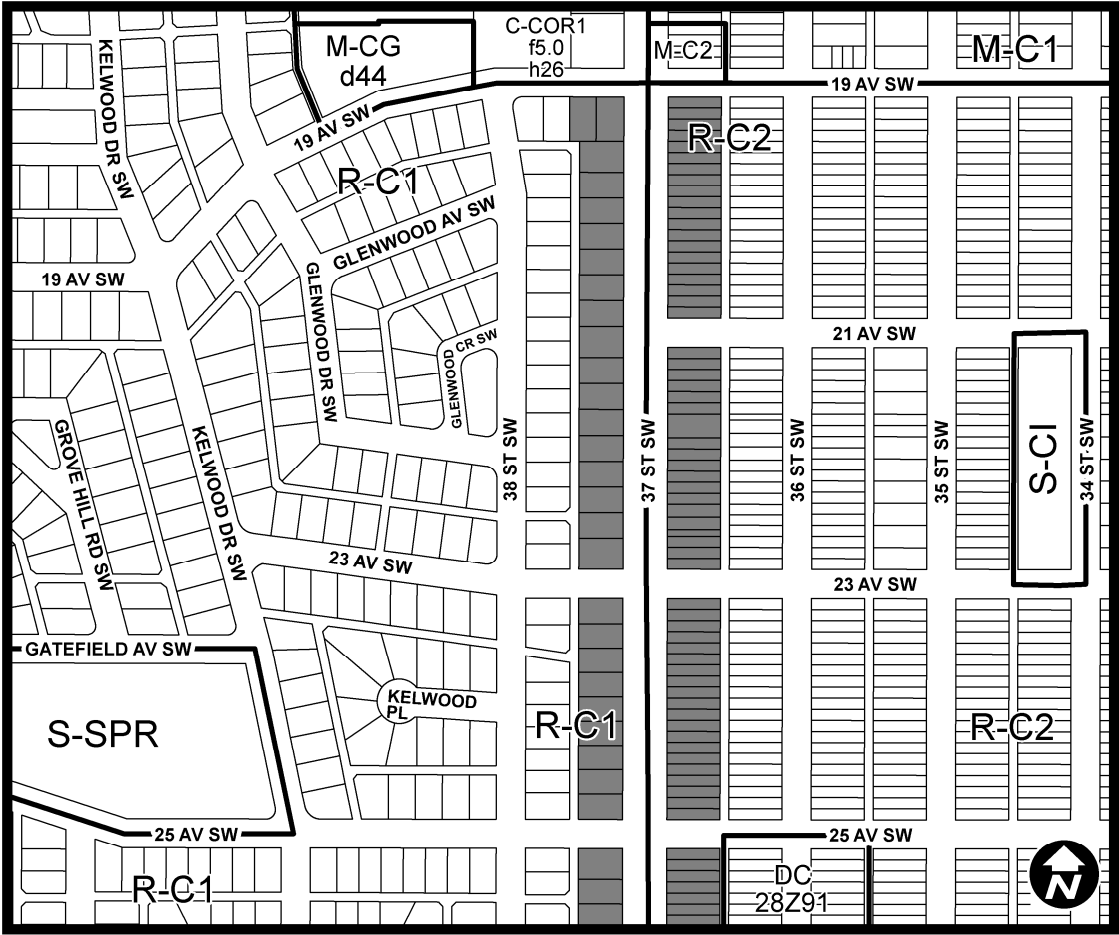 C-COR1
f5.0
h26
M-CG
d44
M-C2
M-C1
KELWOOD DR SW
19 AV SW
19 AV SW
R-C2
R-C1
GLENWOOD AV SW
19 AV SW
GLENWOOD DR SW
21 AV SW
GLENWOOD
CR SW
38 ST SW
37 ST SW
36 ST SW
35 ST SW
S-CI
34 ST SW
GROVE HILL RD SW
KELWOOD DR SW
23 AV SW
23 AV SW
GATEFIELD AV SW
KELWOOD
PL
S-SPR
R-C1
R-C2
25 AV SW
25 AV SW
R-C1
DC
28Z91
N